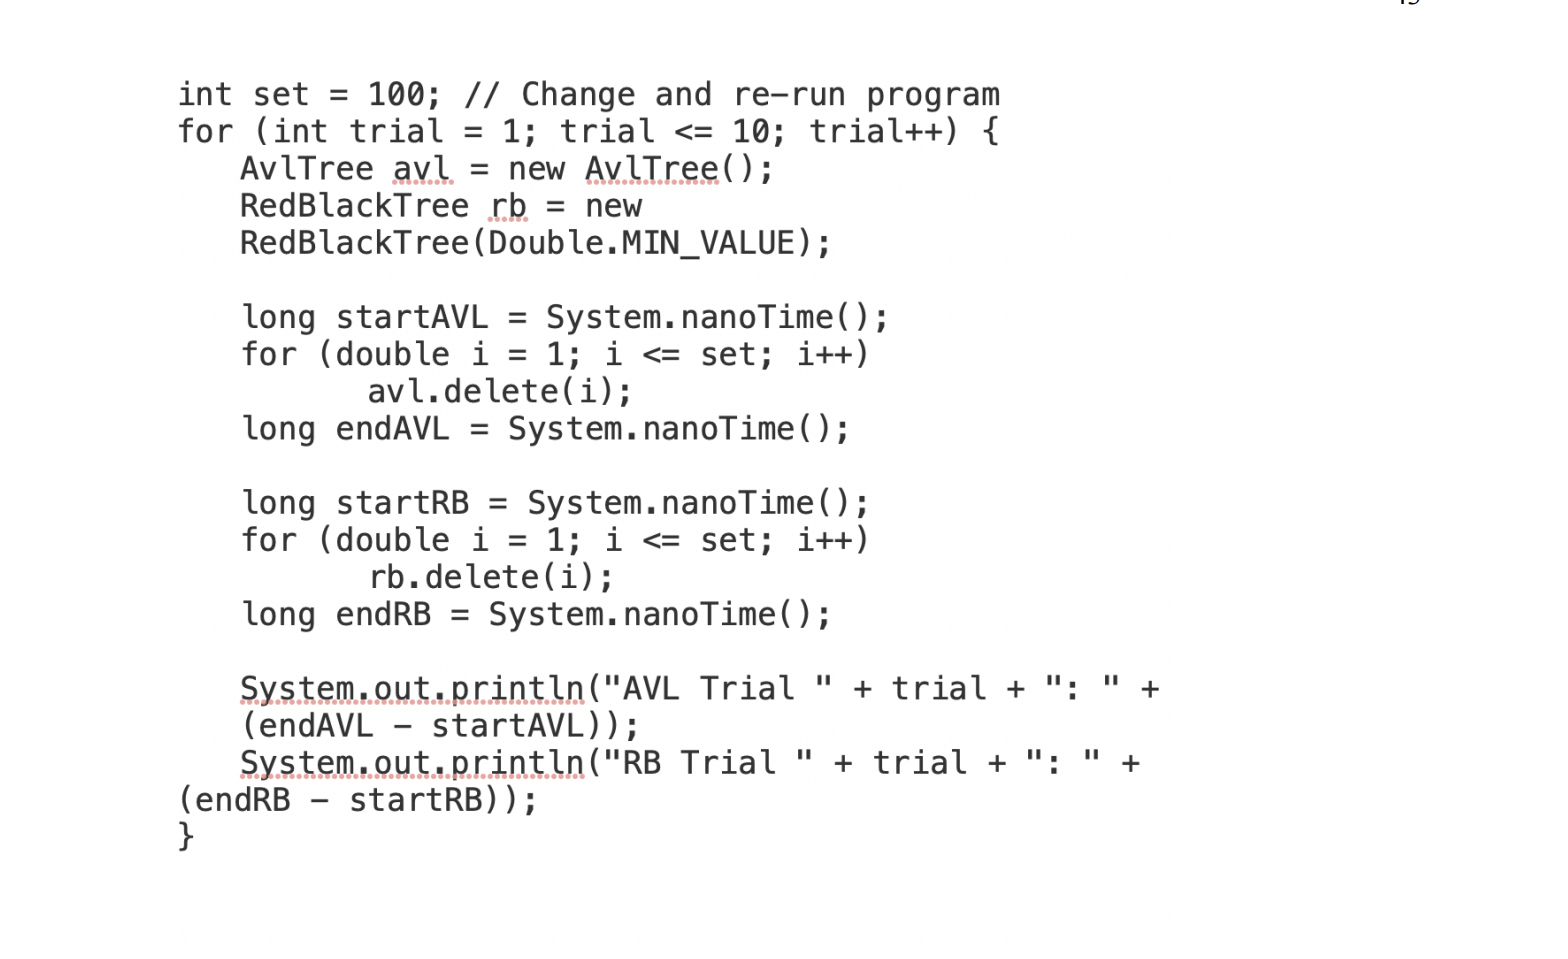 int set = 100; // Change and re-run program
for (int trial = 1; trial <= 10; trial++) {
AvlTree avl = new AvlTree();
RedBlackTree rb = new
RedBlackTree(Double.MIN_VALUE);
long startAVL = System.nanoTime();
for (double i = 1; i <= set; i++)
avl.delete(i);
long endAVL = System.nanoTime();
long startRB = System.nanoTime();
for (double i = 1; i <= set; i++)
rb.delete(i);
long endRB = System.nanoTime();
System.out.println("AVL Trial " + trial + ": " +
(endAVL – startAVL));
System.out.println("RB Trial " + trial + ": " +
(endRB – startRB));
}